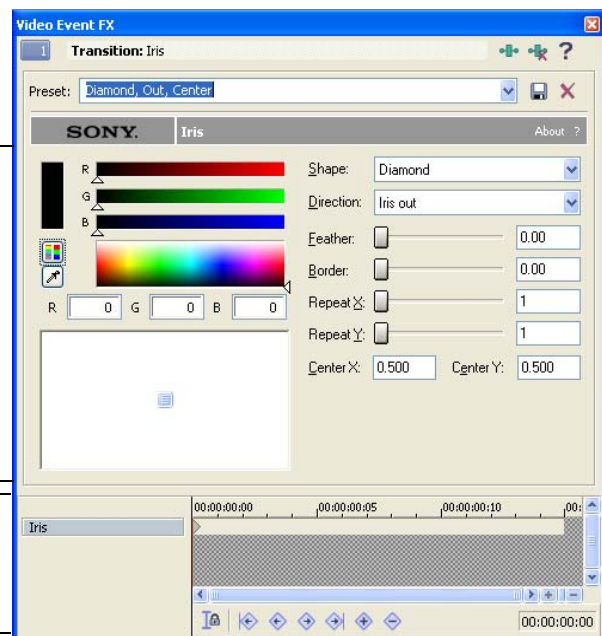 Video Event FX
1 Transition: Iris ?
Preset: Diamond, Out, Center
SONY. Iris About ?
R
G
B
R 0 G 0 B 0
Shape: Diamond
Direction: Iris out
Feather: 0.00
Border: 0.00
Repeat X: 1
Repeat Y: 1
Center X: 0.500 Center Y: 0.500
00:00:00:00 00:00:00:05 00:00:00:10 00:
Iris
00:00:00:00